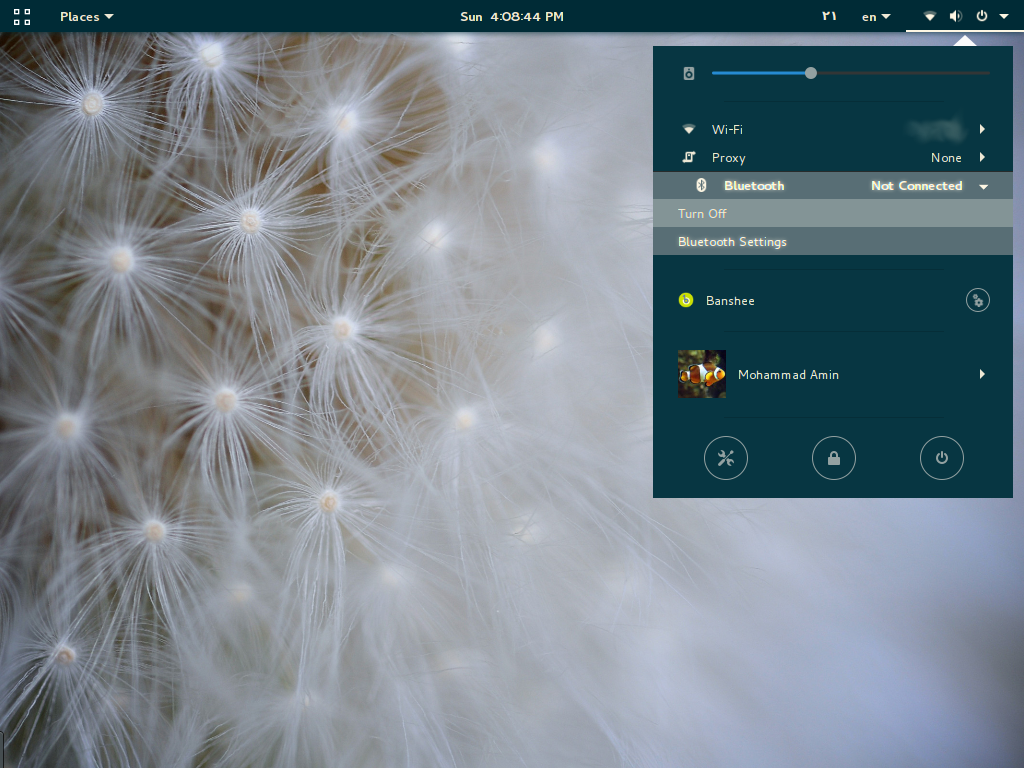 Places Sun 4:08:44 PM ۲۱ en
Wi-Fi
Proxy None
Bluetooth Not Connected
Turn Off
Bluetooth Settings
Banshee
Mohammad Amin